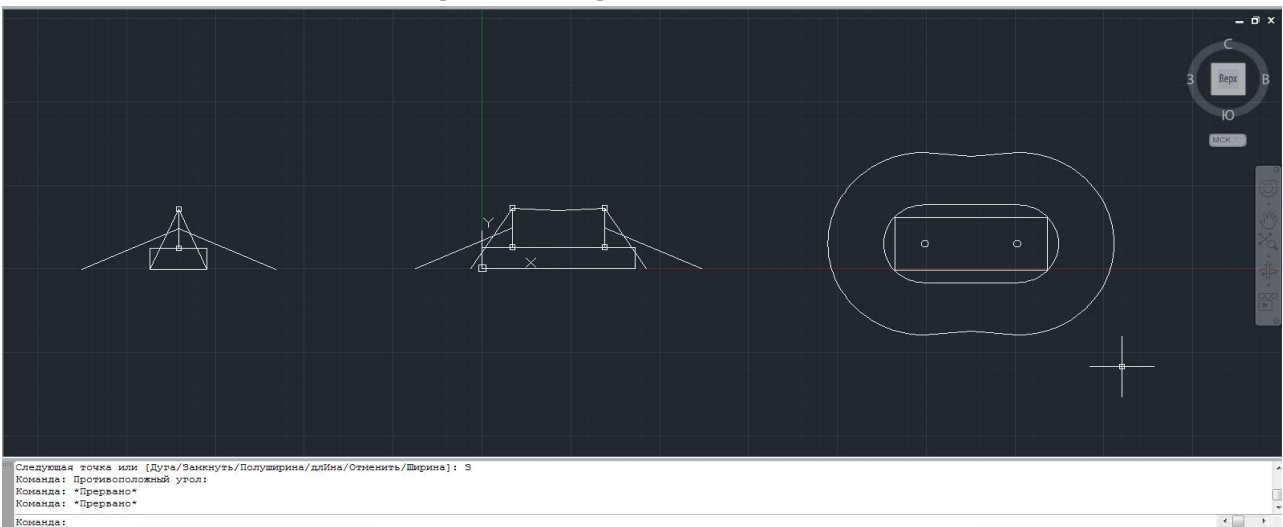 С
З
Верх
В
Ю
МСК
Y
X
Следующая точка или [Дуга/Замкнуть/Полуширина/длИна/Отменить/Ширина]: З
Команда: Противоположный угол:
Команда: *Прервано*
Команда: *Прервано*
Команда: